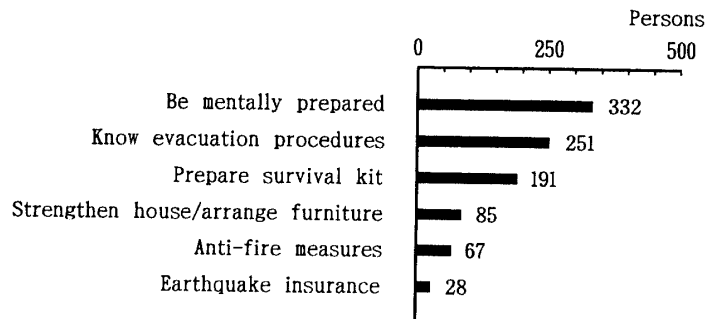 Persons
0 250 500
Be mentally prepared 332
Know evacuation procedures 251
Prepare survival kit 191
Strengthen house/arrange furniture 85
Anti-fire measures 67
Earthquake insurance 28